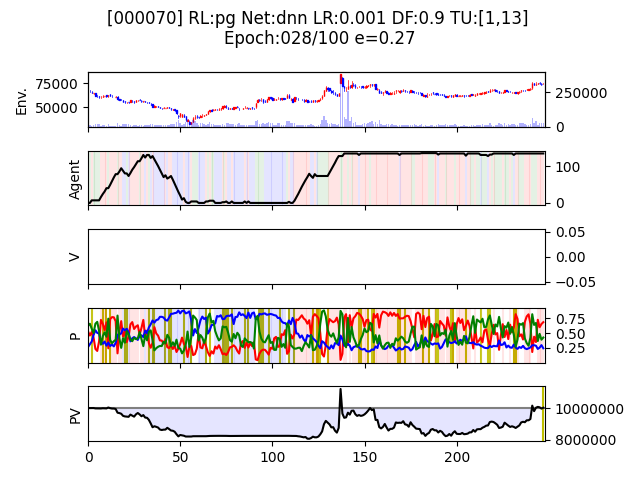 [000070] RL:pg Net:dnn LR:0.001 DF:0.9 TU:[1,13]
Epoch:028/100 e=0.27
Env.
75000
50000
250000
0
Agent
100
0
V
0.05
0.00
−0.05
P
0.75
0.50
0.25
PV
10000000
8000000
0
50
100
150
200